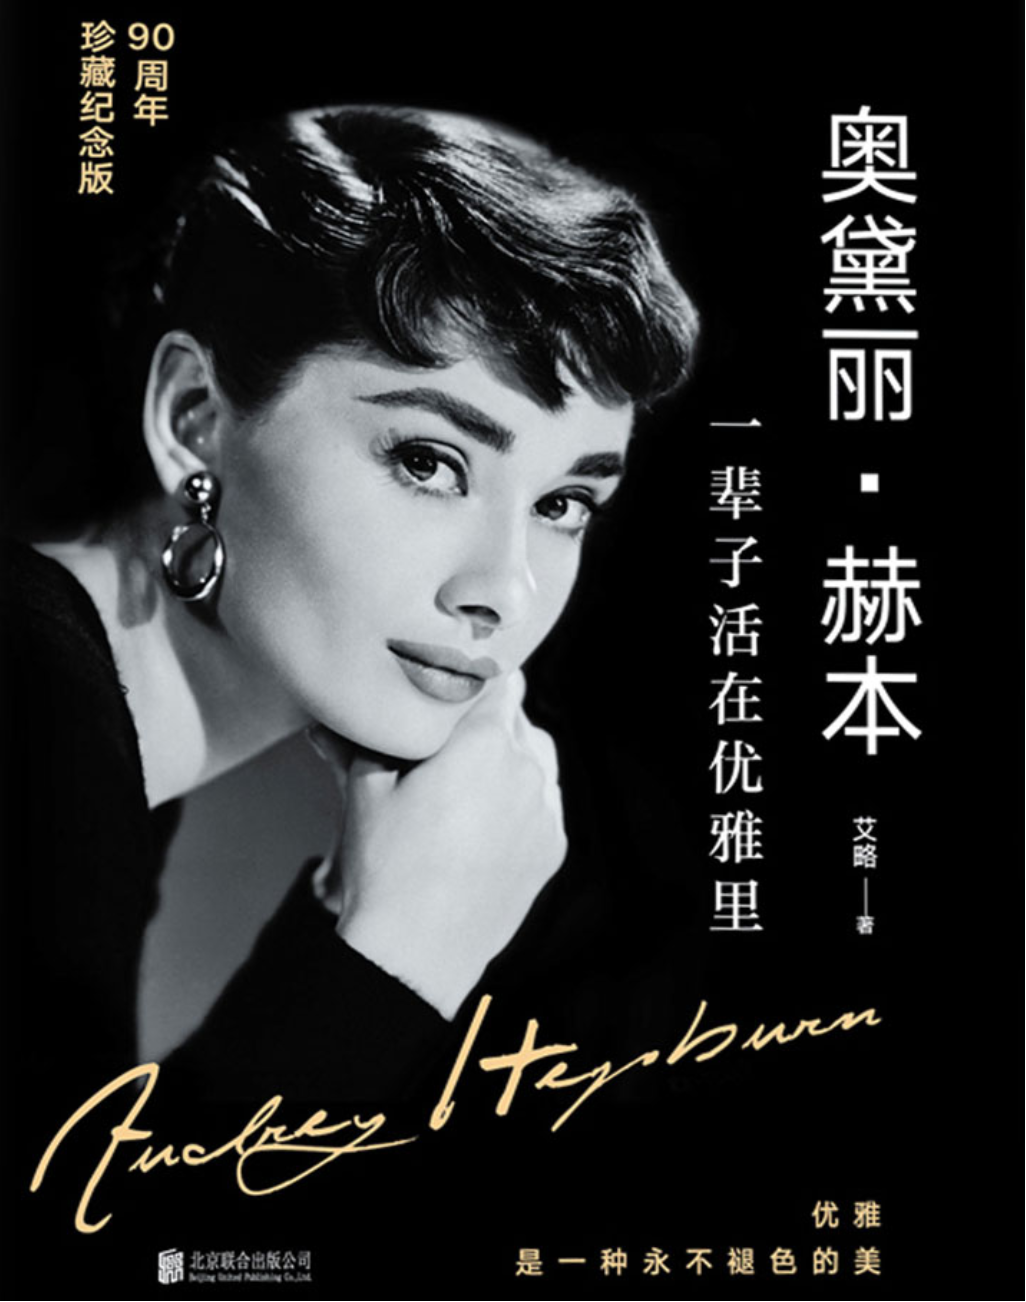 90周年
珍藏纪念版
奥黛丽·赫本
艾略——著
一辈子活在优雅里
Audrey Hepburn
优雅
是一种永不褪色的美
北京联合出版公司
Beijing United Publishing Co.,Ltd.